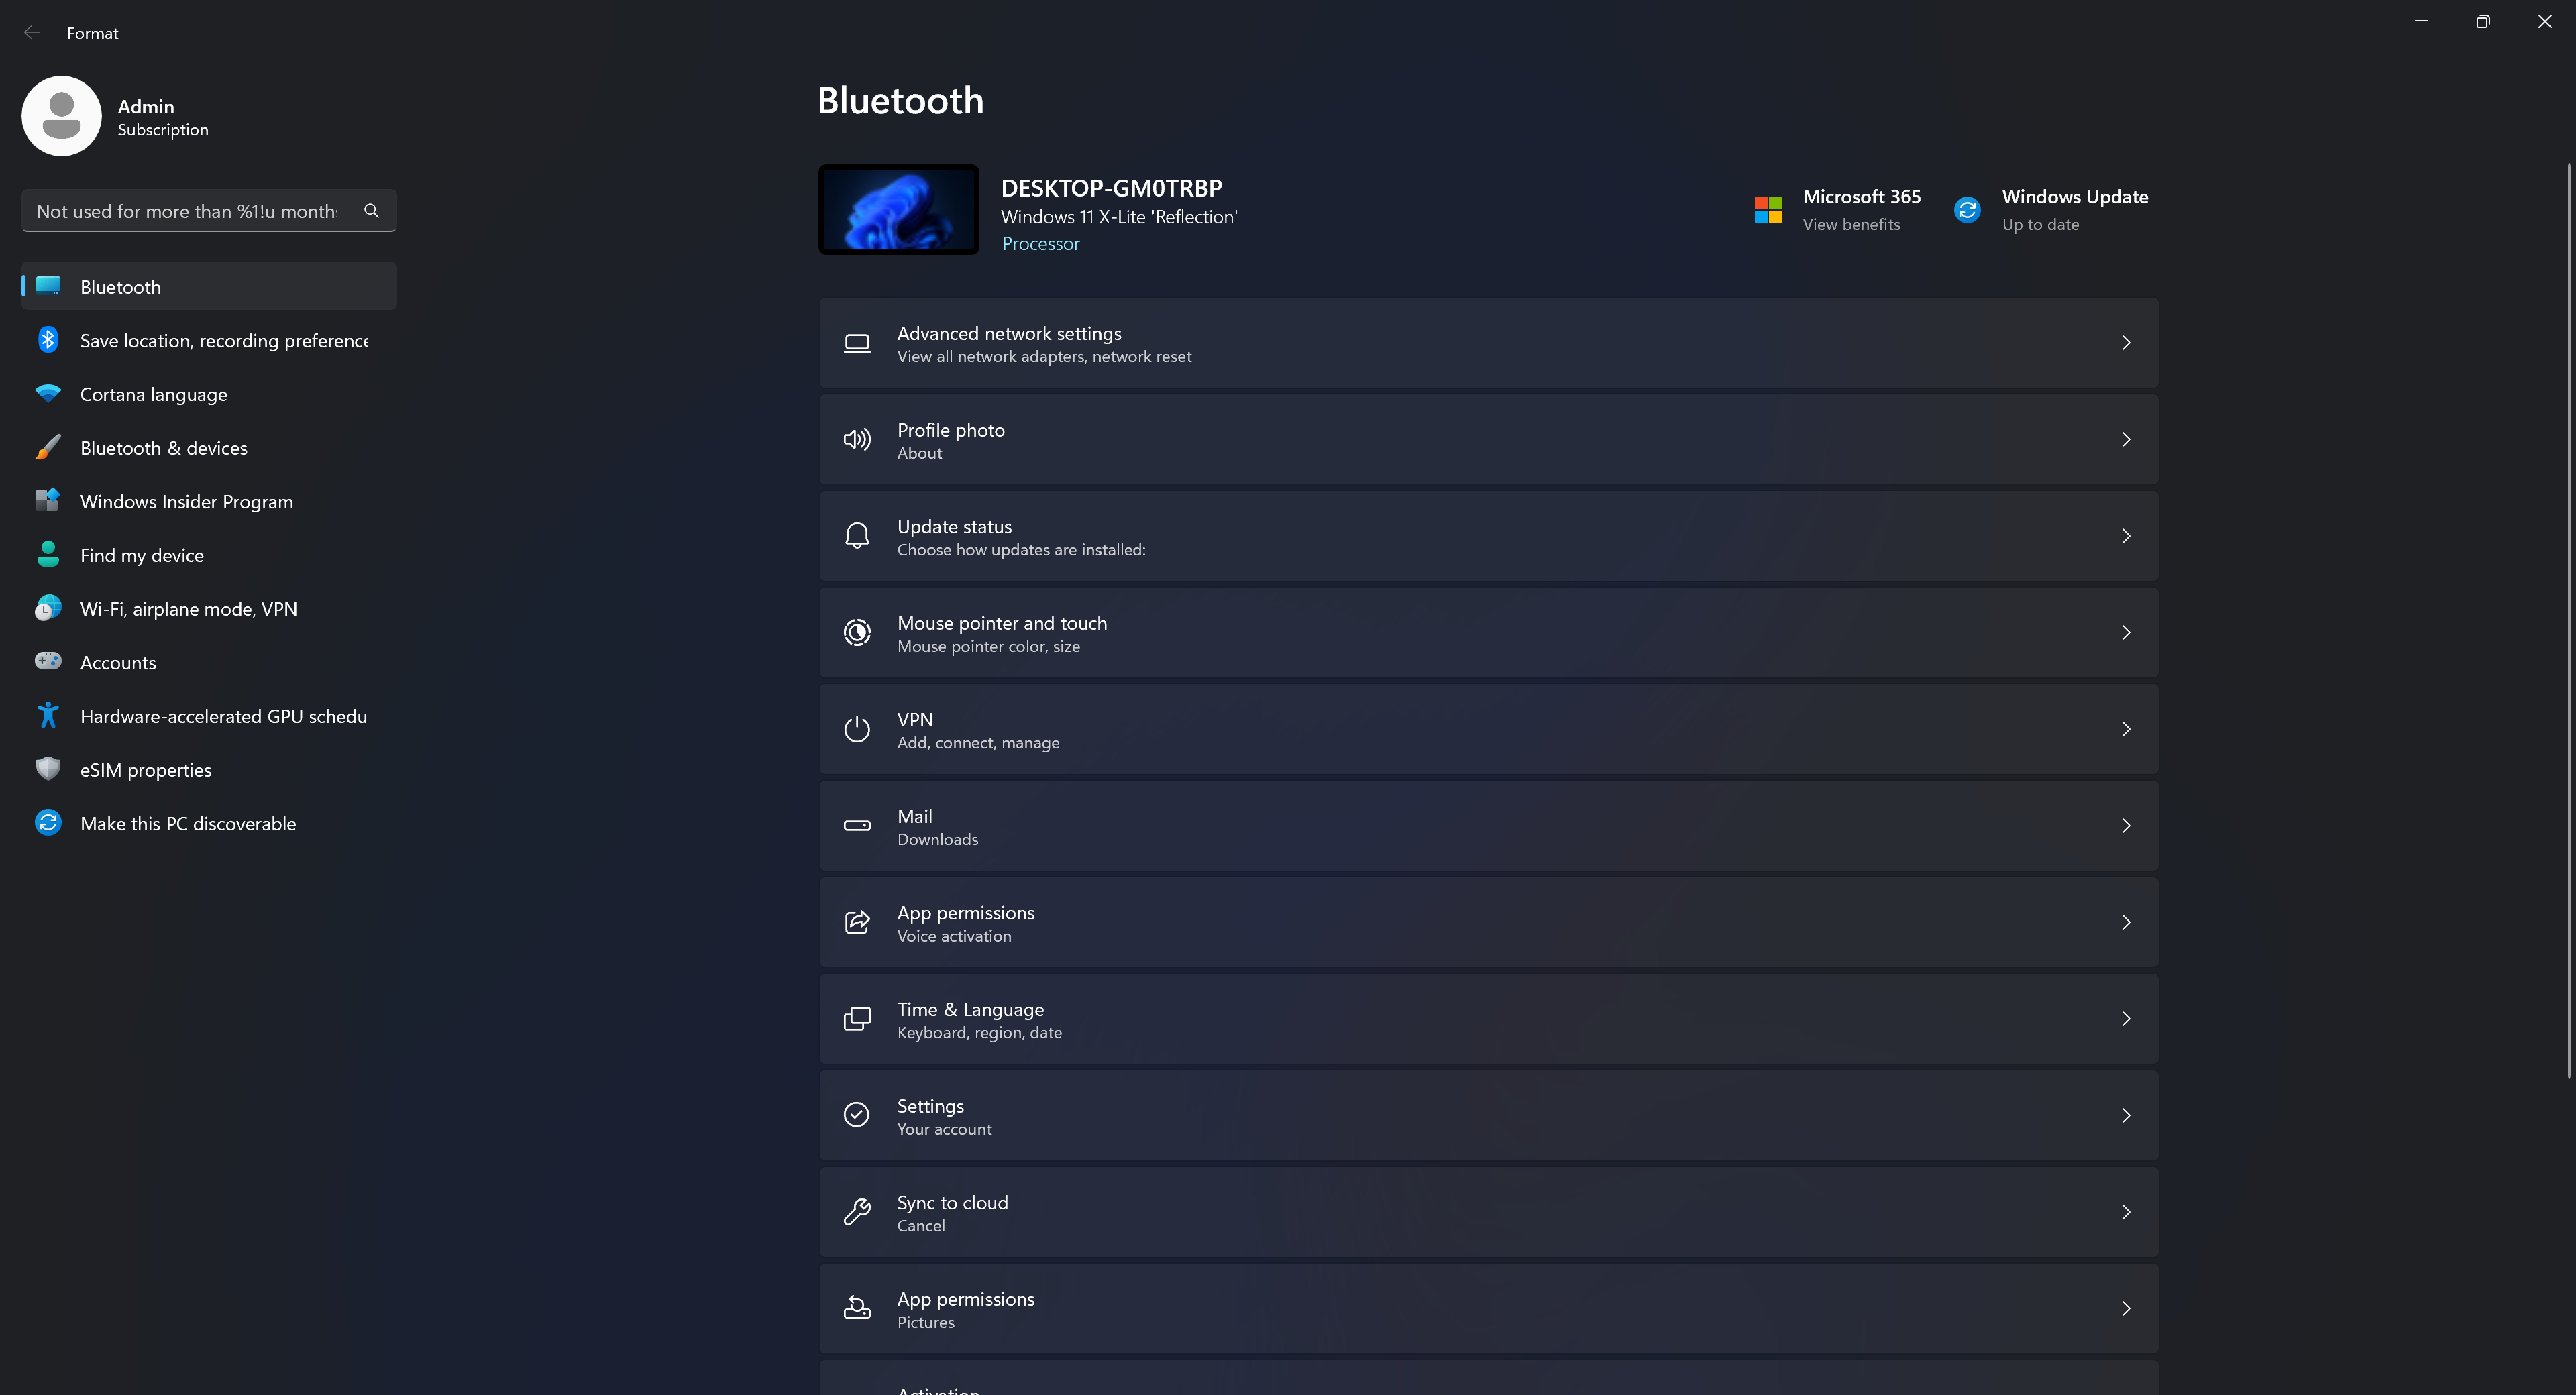 Format
Admin
Subscription
Not used for more than %1!u month
Bluetooth
Save location, recording preference
Cortana language
Bluetooth & devices
Windows Insider Program
Find my device
Wi-Fi, airplane mode, VPN
Accounts
Hardware-accelerated GPU schedu
eSIM properties
Make this PC discoverable
Bluetooth
DESKTOP-GM0TRBP
Windows 11 X-Lite 'Reflection'
Processor
Microsoft 365
View benefits
Windows Update
Up to date
Advanced network settings
View all network adapters, network reset
Profile photo
About
Update status
Choose how updates are installed:
Mouse pointer and touch
Mouse pointer color, size
VPN
Add, connect, manage
Mail
Downloads
App permissions
Voice activation
Time & Language
Keyboard, region, date
Settings
Your account
Sync to cloud
Cancel
App permissions
Pictures
Activation